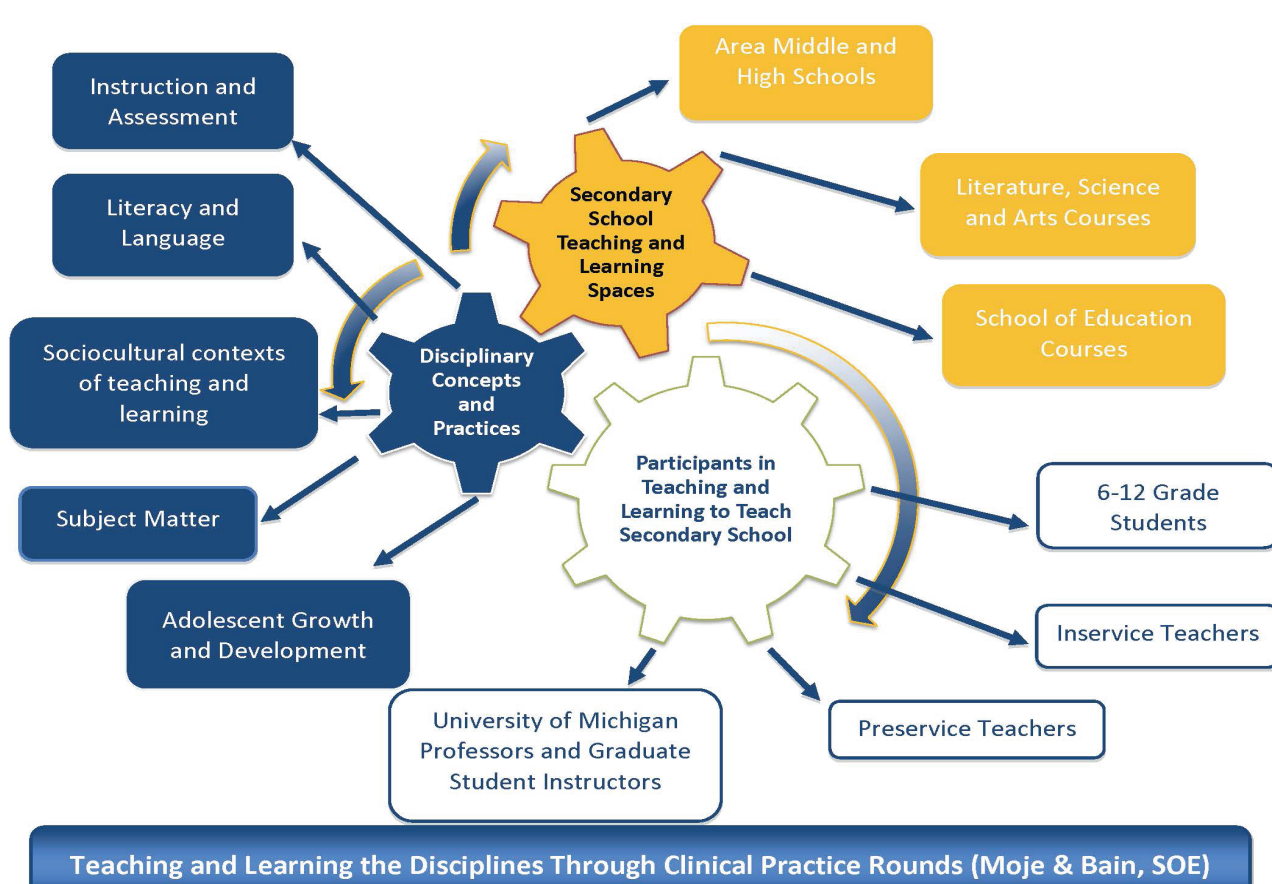 Area Middle and
High Schools
Instruction and
Assessment
Literature, Science
and Arts Courses
Literacy and
Language
Secondary
School
Teaching and
Learning
Spaces
School of Education
Courses
Sociocultural contexts
of teaching and
learning
Disciplinary
Concepts
and
Practices
Participants in
Teaching and
Learning to Teach
Secondary School
6-12 Grade
Students
Subject Matter
Adolescent Growth
and Development
Inservice Teachers
University of Michigan
Professors and Graduate
Student Instructors
Preservice Teachers
Teaching and Learning the Disciplines Through Clinical Practice Rounds (Moje & Bain, SOE)